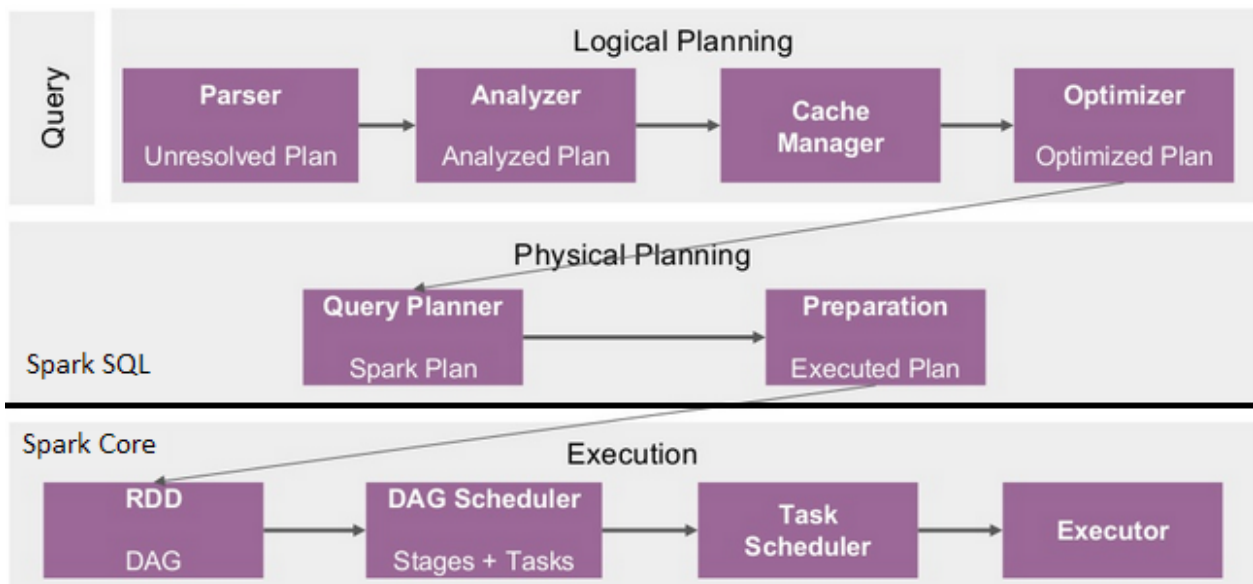 Query
Logical Planning
Parser
Unresolved Plan
Analyzer
Analyzed Plan
Cache
Manager
Optimizer
Optimized Plan
Physical Planning
Query Planner
Spark Plan
Preparation
Executed Plan
Spark SQL
Spark Core
Execution
RDD
DAG
DAG Scheduler
Stages + Tasks
Task
Scheduler
Executor